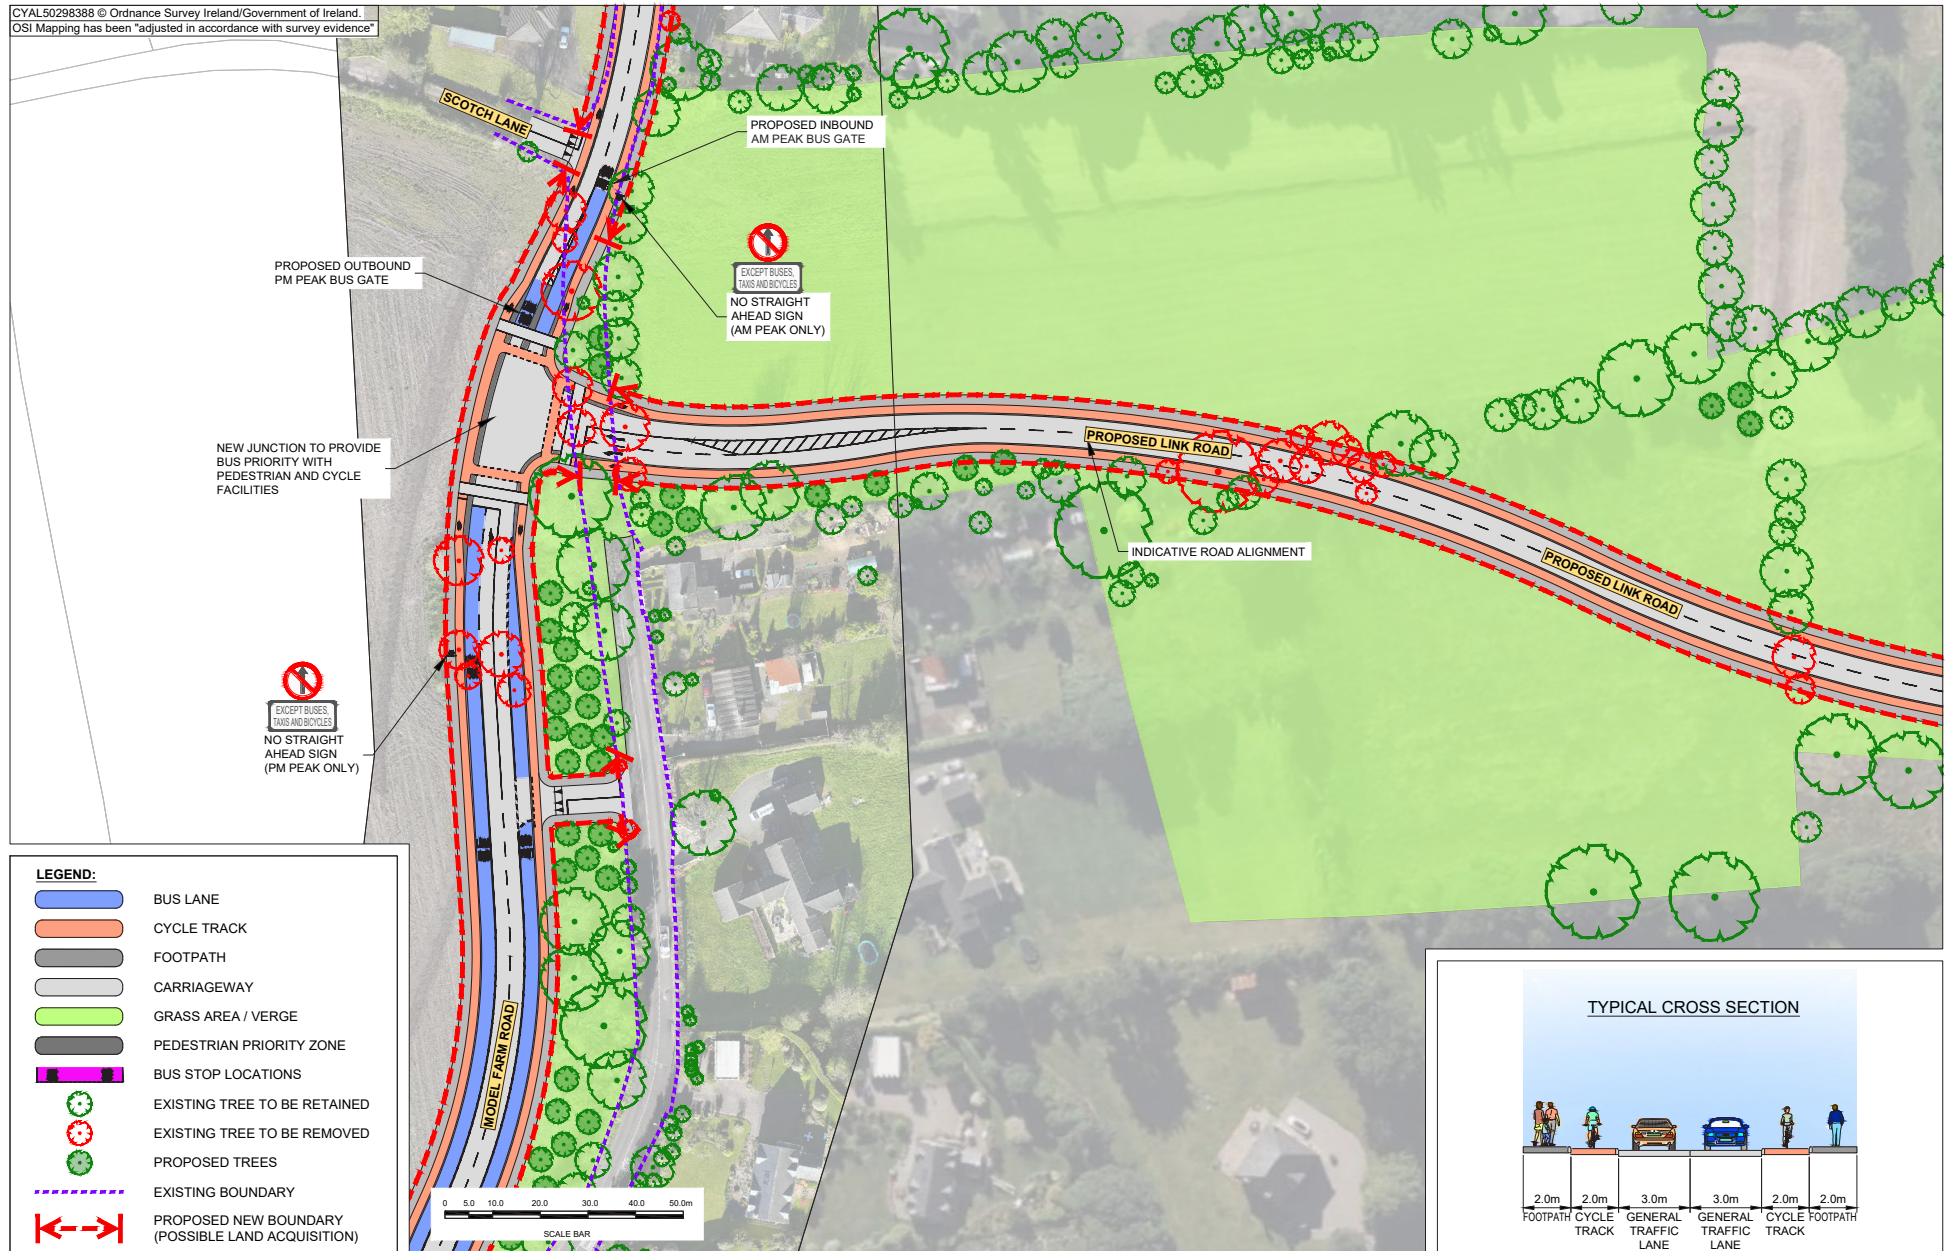 CYAL50298388 © Ordnance Survey Ireland/Government of Ireland.
OSI Mapping has been "adjusted in accordance with survey evidence"
SCOTCH LANE
PROPOSED INBOUND
AM PEAK BUS GATE
EXCEPT BUSES,
TAXIS AND BICYCLES
NO STRAIGHT
AHEAD SIGN
(AM PEAK ONLY)
PROPOSED OUTBOUND
PM PEAK BUS GATE
NEW JUNCTION TO PROVIDE
BUS PRIORITY WITH
PEDESTRIAN AND CYCLE
FACILITIES
PROPOSED LINK ROAD
INDICATIVE ROAD ALIGNMENT
PROPOSED LINK ROAD
EXCEPT BUSES,
TAXIS AND BICYCLES
NO STRAIGHT
AHEAD SIGN
(PM PEAK ONLY)
MODEL FARM ROAD
LEGEND:
BUS LANE
CYCLE TRACK
FOOTPATH
CARRIAGEWAY
GRASS AREA / VERGE
PEDESTRIAN PRIORITY ZONE
BUS STOP LOCATIONS
EXISTING TREE TO BE RETAINED
EXISTING TREE TO BE REMOVED
PROPOSED TREES
EXISTING BOUNDARY
PROPOSED NEW BOUNDARY
(POSSIBLE LAND ACQUISITION)
0 5.0 10.0 20.0 30.0 40.0 50.0m
SCALE BAR
TYPICAL CROSS SECTION
2.0m 2.0m 3.0m 3.0m 2.0m 2.0m
FOOTPATH CYCLE GENERAL GENERAL CYCLE FOOTPATH
TRACK TRAFFIC TRAFFIC TRACK
LANE LANE